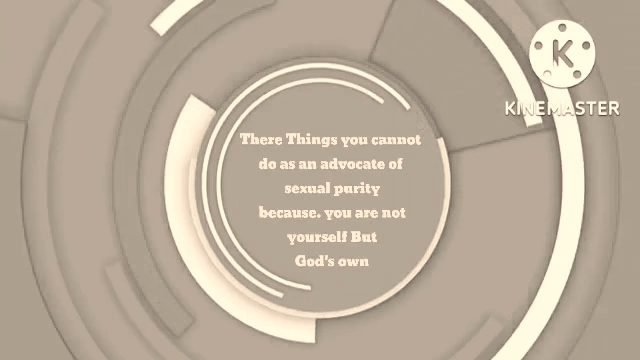 There Things you cannot
do as an advocate of
sexual purity
because. you are not
yourself But
God's own
K
KINEMASTER